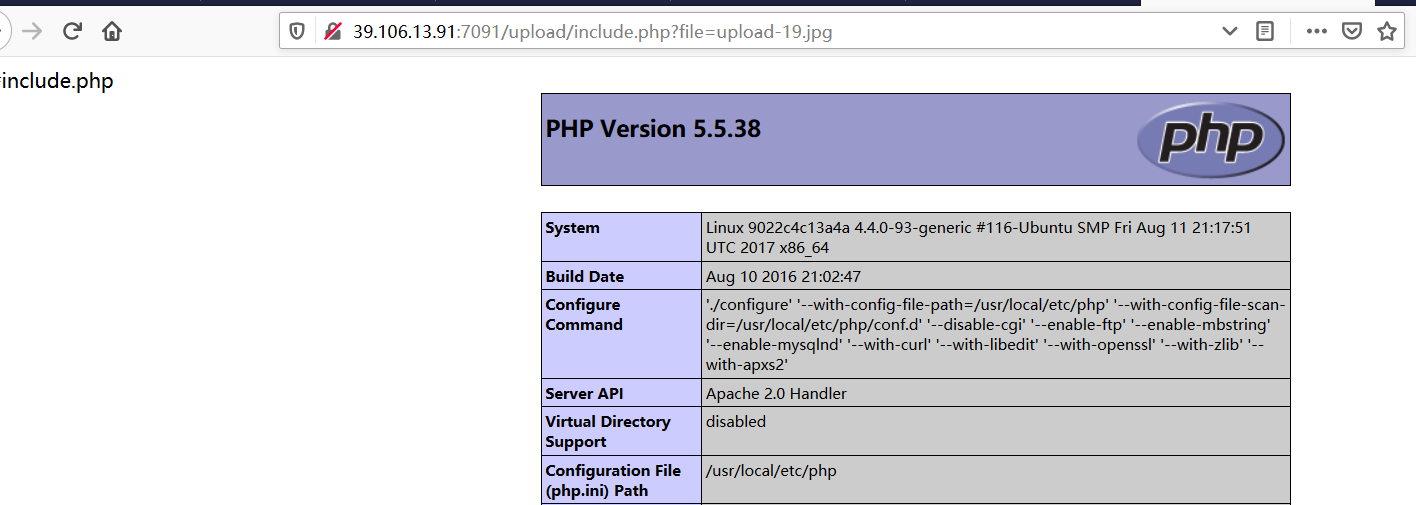 39.106.13.91:7091/upload/include.php?file=upload-19.jpg
include.php
PHP Version 5.5.38
php
System
Linux 9022c4c13a4a 4.4.0-93-generic #116-Ubuntu SMP Fri Aug 11 21:17:51
UTC 2017 x86_64
Build Date
Aug 10 2016 21:02:47
Configure
Command
'./configure' '--with-config-file-path=/usr/local/etc/php' '--with-config-file-scan-
dir=/usr/local/etc/php/conf.d' '--disable-cgi' '--enable-ftp' '--enable-mbstring'
'--enable-mysqlnd' '--with-curl' '--with-libedit' '--with-openssl' '--with-zlib' '--
with-apxs2'
Server API
Apache 2.0 Handler
Virtual Directory
Support
disabled
Configuration File
(php.ini) Path
/usr/local/etc/php